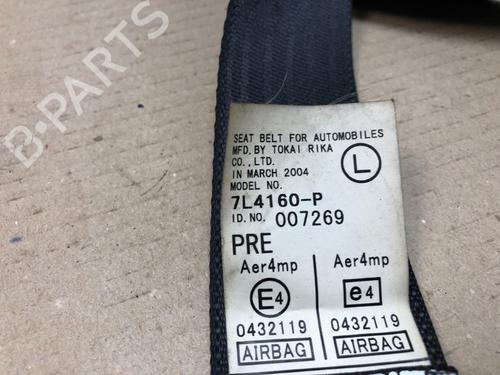 B-PARTS
SEAT BELT FOR AUTOMOBILES
MFD. BY TOKAI RIKA
CO., LTD.
L
IN MARCH 2004
MODEL NO.
7L4160-P
ID. NO. 007269
PRE
Aer4mp Aer4mp
E4 e4
0432119 0432119
AIRBAG AIRBAG